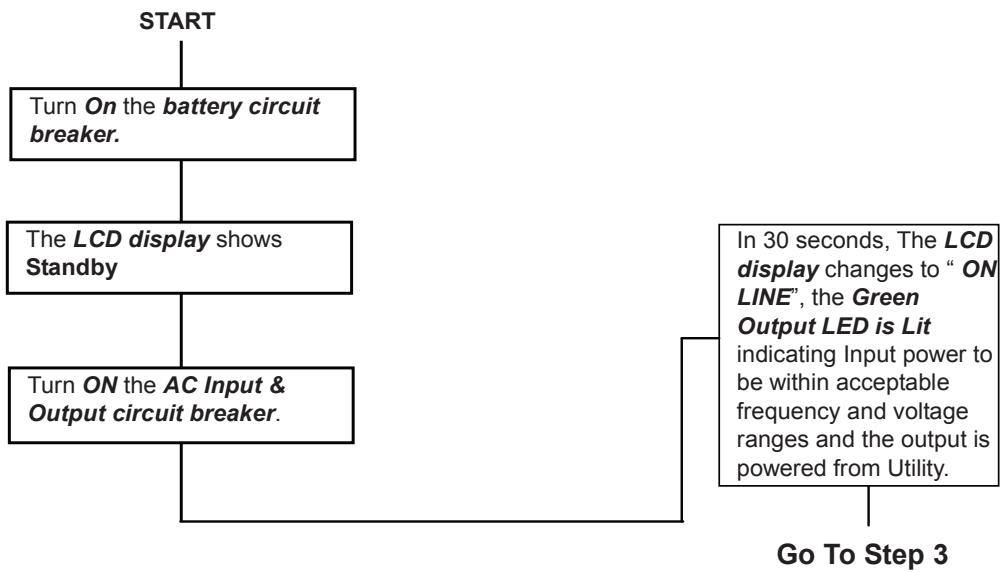 START
Turn On the battery circuit
breaker.
The LCD display shows
Standby
Turn ON the AC Input &
Output circuit breaker.
In 30 seconds, The LCD
display changes to “ ON
LINE”, the Green
Output LED is Lit
indicating Input power to
be within acceptable
frequency and voltage
ranges and the output is
powered from Utility.
Go To Step 3